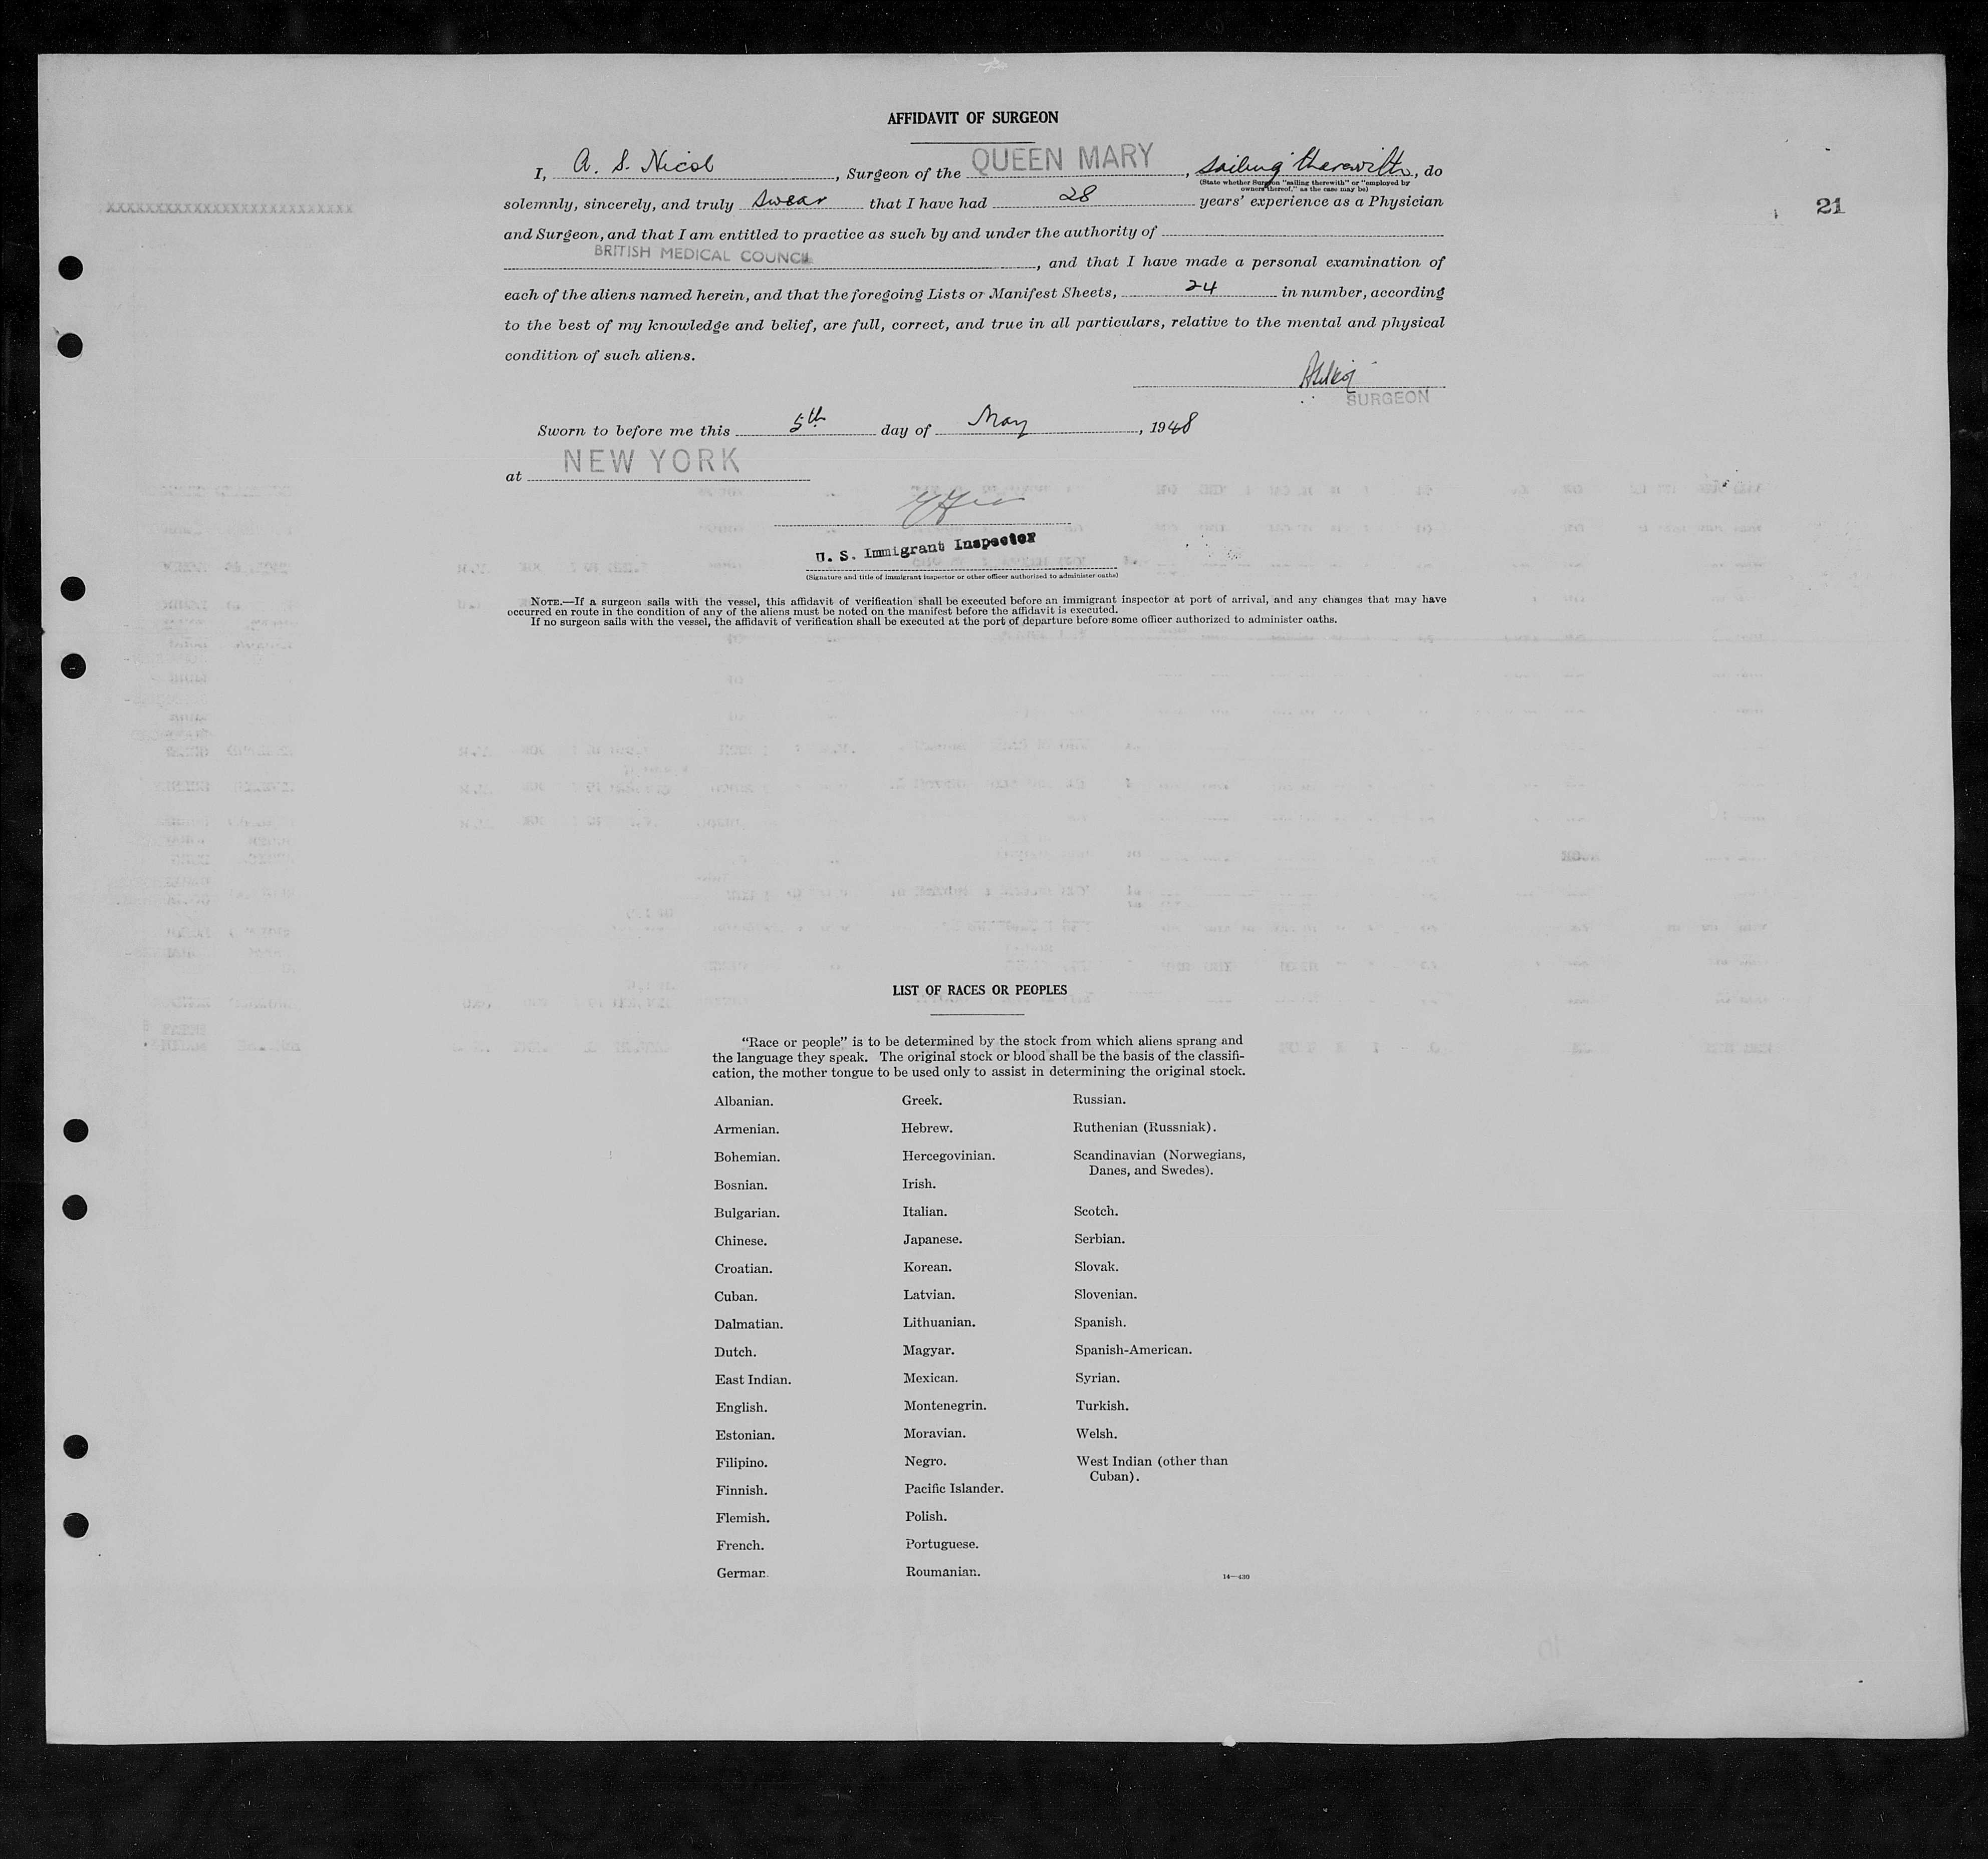 AFFIDAVIT OF SURGEON
I, A. S. Nicol, Surgeon of the QUEEN MARY, sailing therewith, do
(State whether Surgeon "sailing therewith" or "employed by
owners thereof," as the case may be)
solemnly, sincerely, and truly swear that I have had 28 years' experience as a Physician
XXXXXXXXXXXXXXXXXXXXXXXXXX
21
and Surgeon, and that I am entitled to practice as such by and under the authority of
BRITISH MEDICAL COUNCIL, and that I have made a personal examination of
each of the aliens named herein, and that the foregoing Lists or Manifest Sheets, 24 in number, according
to the best of my knowledge and belief, are full, correct, and true in all particulars, relative to the mental and physical
condition of such aliens.
SURGEON
Sworn to before me this 5th day of May, 1948
at NEW YORK
U. S. Immigrant Inspector
(Signature and title of immigrant inspector or other officer authorized to administer oaths)
NOTE.—If a surgeon sails with the vessel, this affidavit of verification shall be executed before an immigrant inspector at port of arrival, and any changes that may have
occurred en route in the condition of any of the aliens must be noted on the manifest before the affidavit is executed.
If no surgeon sails with the vessel, the affidavit of verification shall be executed at the port of departure before some officer authorized to administer oaths.
LIST OF RACES OR PEOPLES
"Race or people" is to be determined by the stock from which aliens sprang and
the language they speak. The original stock or blood shall be the basis of the classifi-
cation, the mother tongue to be used only to assist in determining the original stock.
Albanian.
Armenian.
Bohemian.
Bosnian.
Bulgarian.
Chinese.
Croatian.
Cuban.
Dalmatian.
Dutch.
East Indian.
English.
Estonian.
Filipino.
Finnish.
Flemish.
French.
German.
Greek.
Hebrew.
Hercegovinian.
Irish.
Italian.
Japanese.
Korean.
Latvian.
Lithuanian.
Magyar.
Mexican.
Montenegrin.
Moravian.
Negro.
Pacific Islander.
Polish.
Portuguese.
Roumanian.
Russian.
Ruthenian (Russniak).
Scandinavian (Norwegians,
Danes, and Swedes).
Scotch.
Serbian.
Slovak.
Slovenian.
Spanish.
Spanish-American.
Syrian.
Turkish.
Welsh.
West Indian (other than
Cuban).
14—430